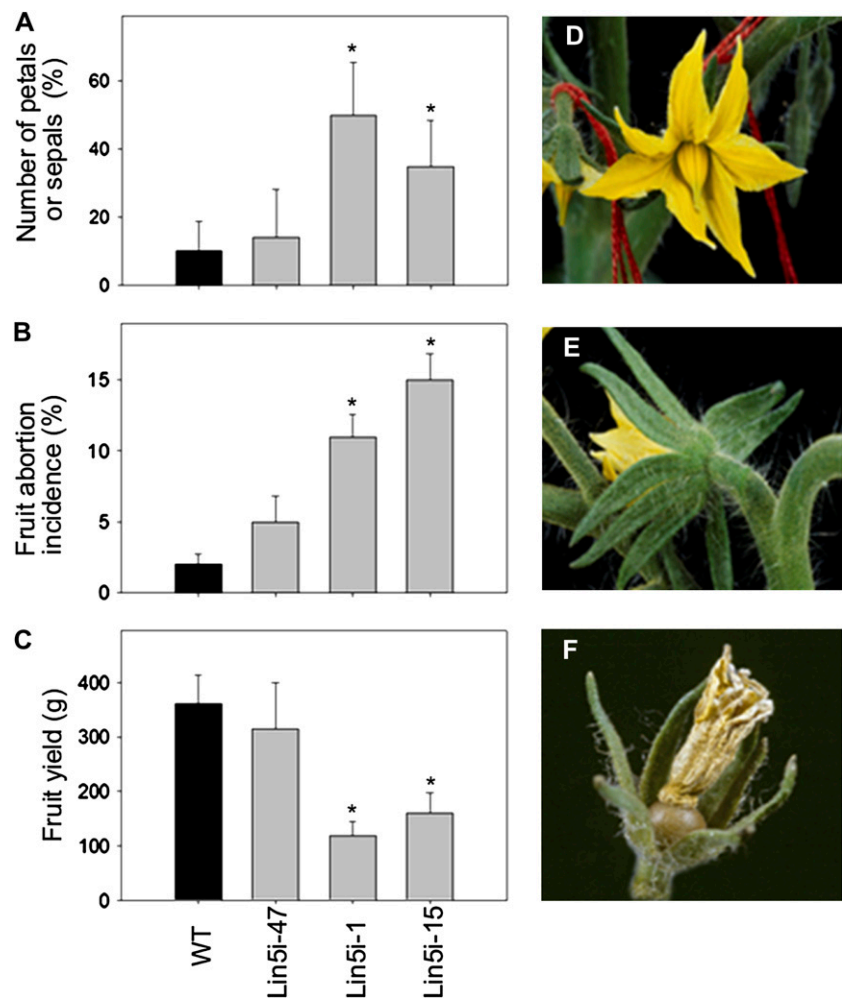 A
Number of petals
or sepals (%)
60
40
20
0
D
B
Fruit abortion
incidence (%)
15
10
5
0
E
C
Fruit yield (g)
400
300
200
100
0
F
*
*
*
*
*
*
WT
Lin5i-47
Lin5i-1
Lin5i-15